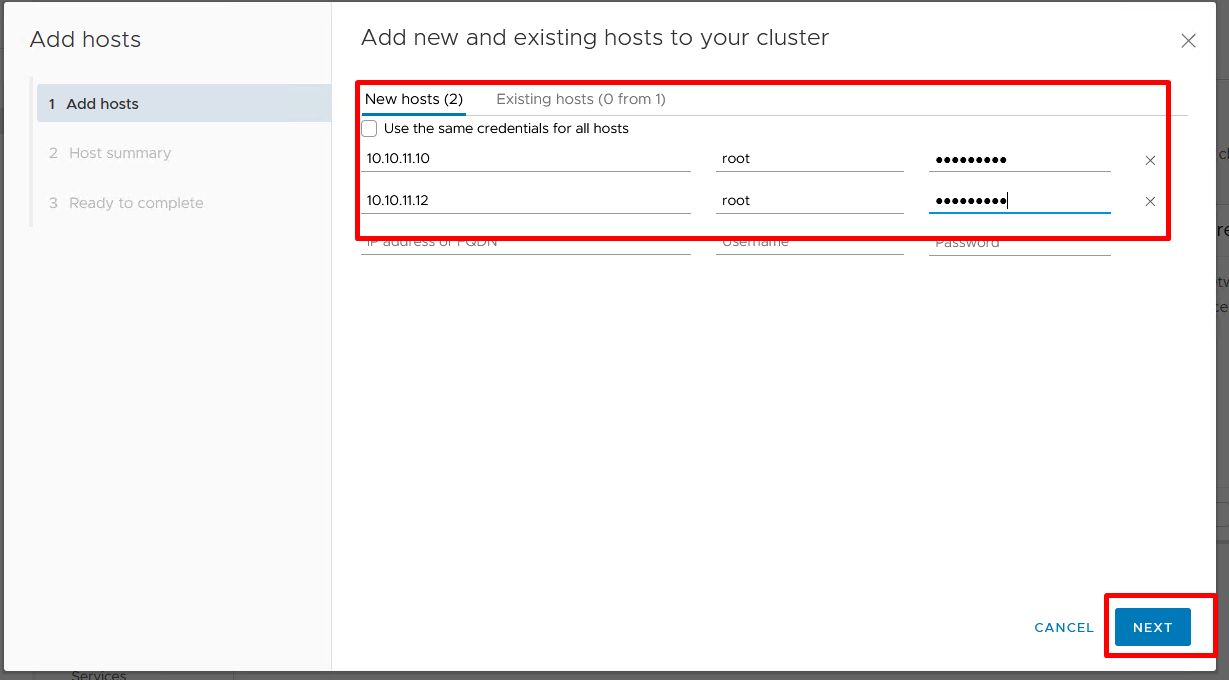 Add hosts
1 Add hosts
2 Host summary
3 Ready to complete
Add new and existing hosts to your cluster
New hosts (2) Existing hosts (0 from 1)
Use the same credentials for all hosts
10.10.11.10 root •••••••••
10.10.11.12 root •••••••••
IP address or FQDN Username Password
CANCEL NEXT
Services